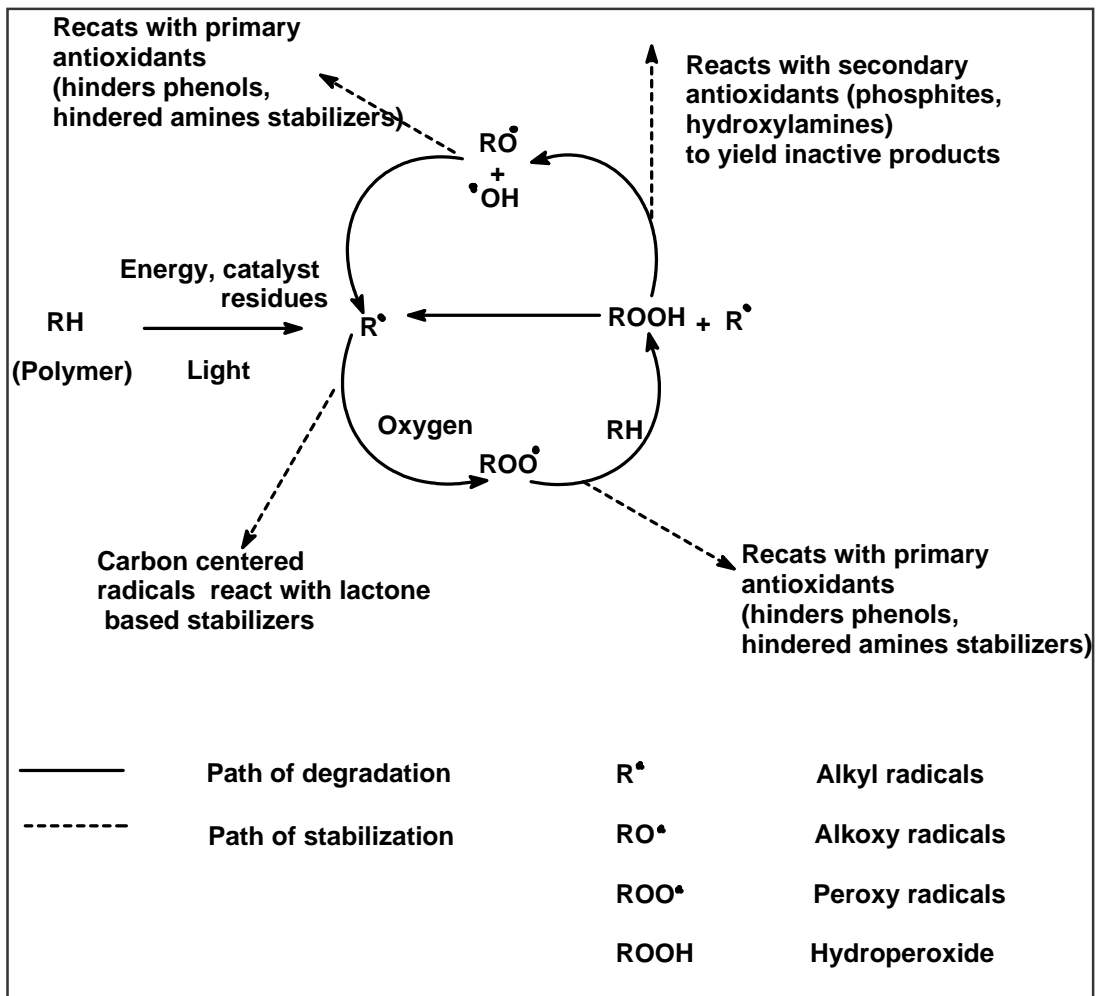 Recats with primary
antioxidants
(hinders phenols,
hindered amines stabilizers)
Reacts with secondary
antioxidants (phosphites,
hydroxylamines)
to yield inactive products
RO•
+
•OH
Energy, catalyst
residues
RH
(Polymer)
Light
R•
ROOH + R•
Oxygen
RH
ROO•
Carbon centered
radicals react with lactone
based stabilizers
Recats with primary
antioxidants
(hinders phenols,
hindered amines stabilizers)
Path of degradation
R• Alkyl radicals
Path of stabilization
RO• Alkoxy radicals
ROO• Peroxy radicals
ROOH Hydroperoxide